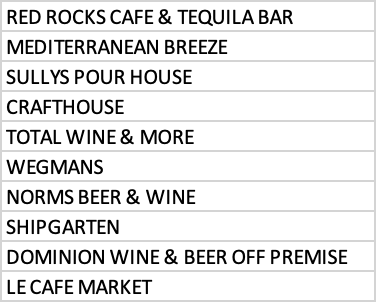 RED ROCKS CAFE & TEQUILA BAR
MEDITERRANEAN BREEZE
SULLYS POUR HOUSE
CRAFTHOUSE
TOTAL WINE & MORE
WEGMANS
NORMS BEER & WINE
SHIPGARTEN
DOMINION WINE & BEER OFF PREMISE
LE CAFE MARKET